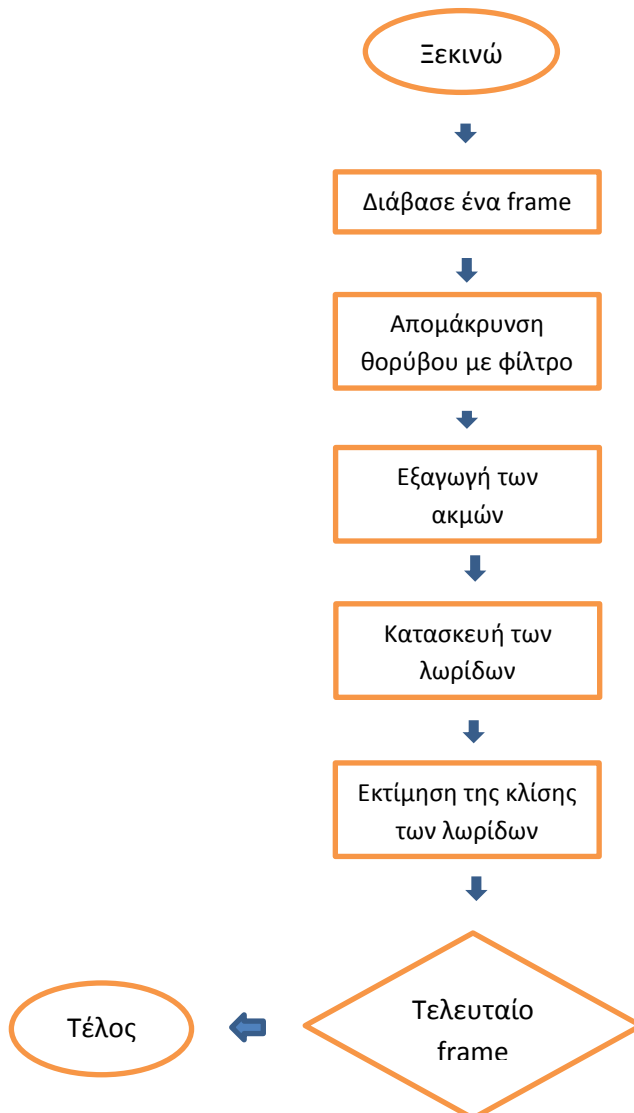 Ξεκινώ
Διάβασε ένα frame
Απομάκρυνση
θορύβου με φίλτρο
Εξαγωγή των
ακμών
Κατασκευή των
λωρίδων
Εκτίμηση της κλίσης
των λωρίδων
Τελευταίο
frame
Τέλος